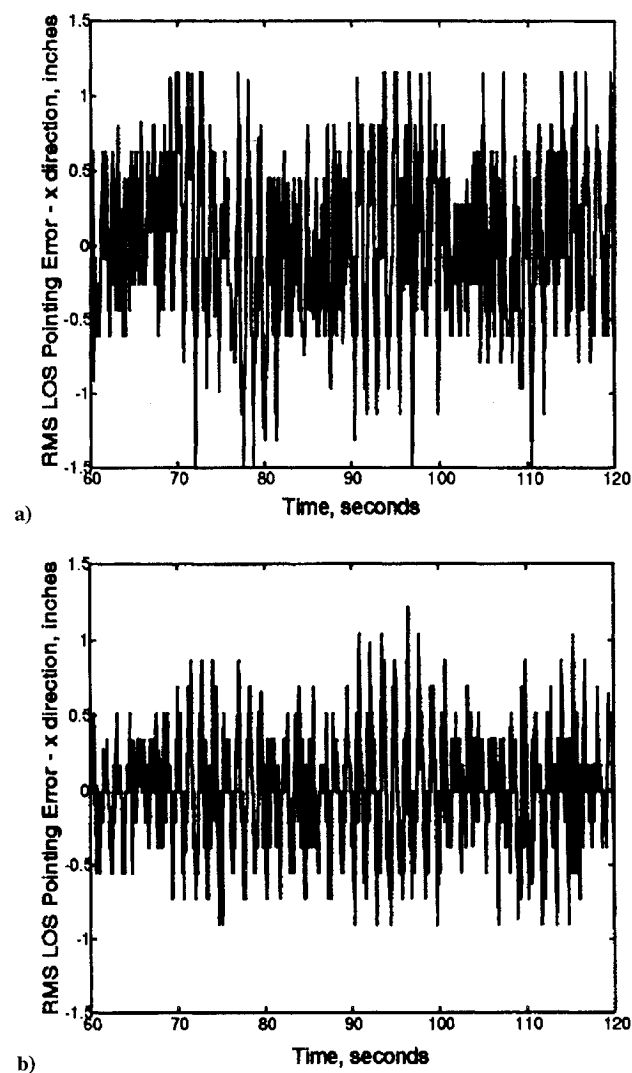 RMS LOS Pointing Error - x direction, inches
1.5
1
0.5
0
-0.5
-1
-1.5
60 70 80 90 100 110 120
Time, seconds
a)
RMS LOS Pointing Error - x direction, inches
1.5
1
0.5
0
-0.5
-1
-1.5
60 70 80 90 100 110 120
Time, seconds
b)